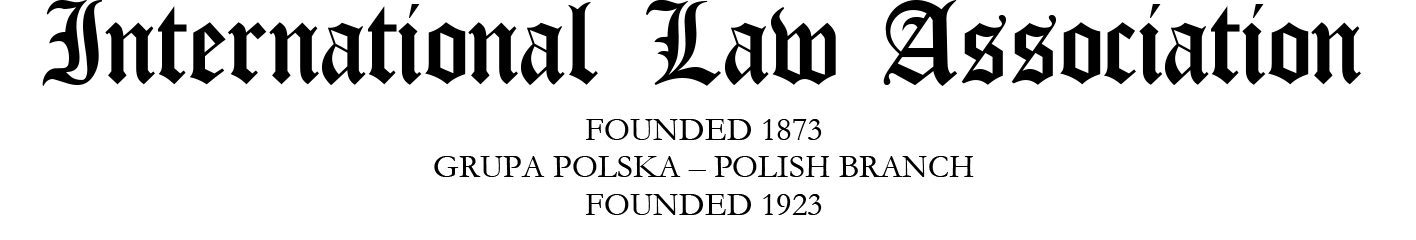 International Law Association
FOUNDED 1873
GRUPA POLSKA – POLISH BRANCH
FOUNDED 1923